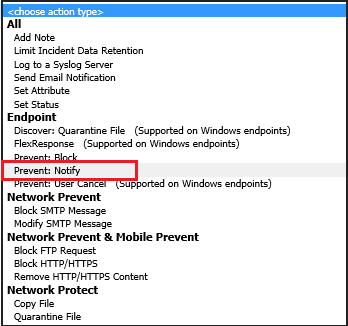 <choose action type>
All
Add Note
Limit Incident Data Retention
Log to a Syslog Server
Send Email Notification
Set Attribute
Set Status
Endpoint
Discover: Quarantine File (Supported on Windows endpoints)
FlexResponse (Supported on Windows endpoints)
Prevent: Block
Prevent: Notify
Prevent: User Cancel (Supported on Windows endpoints)
Network Prevent
Block SMTP Message
Modify SMTP Message
Network Prevent & Mobile Prevent
Block FTP Request
Block HTTP/HTTPS
Remove HTTP/HTTPS Content
Network Protect
Copy File
Quarantine File